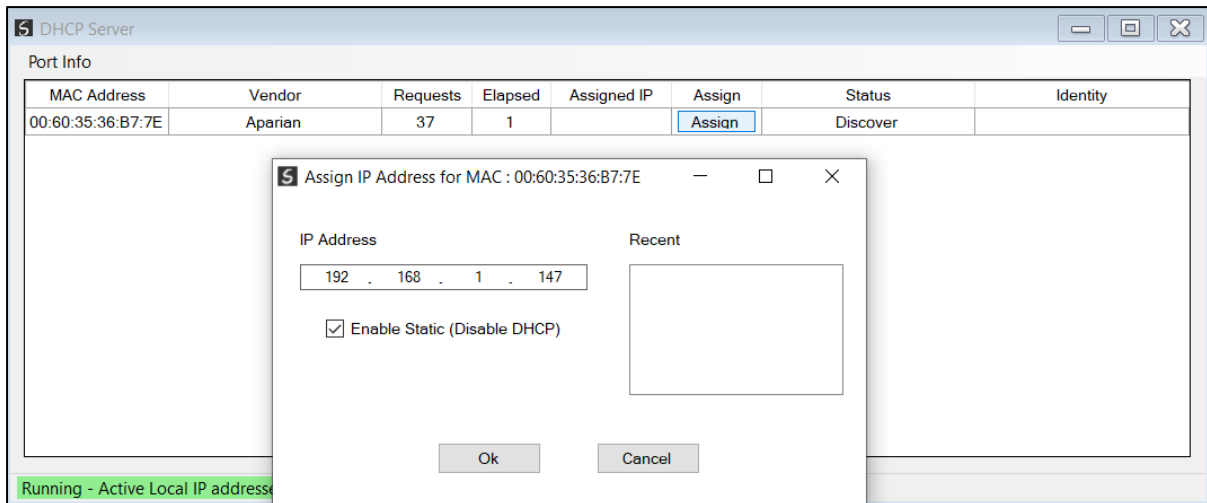 DHCP Server
Port Info
MAC Address Vendor Requests Elapsed Assigned IP Assign Status Identity
00:60:35:36:B7:7E Aparian 37 1 Assign Discover
Assign IP Address for MAC : 00:60:35:36:B7:7E
IP Address Recent
192 . 168 . 1 . 147
Enable Static (Disable DHCP)
Ok Cancel
Running - Active Local IP